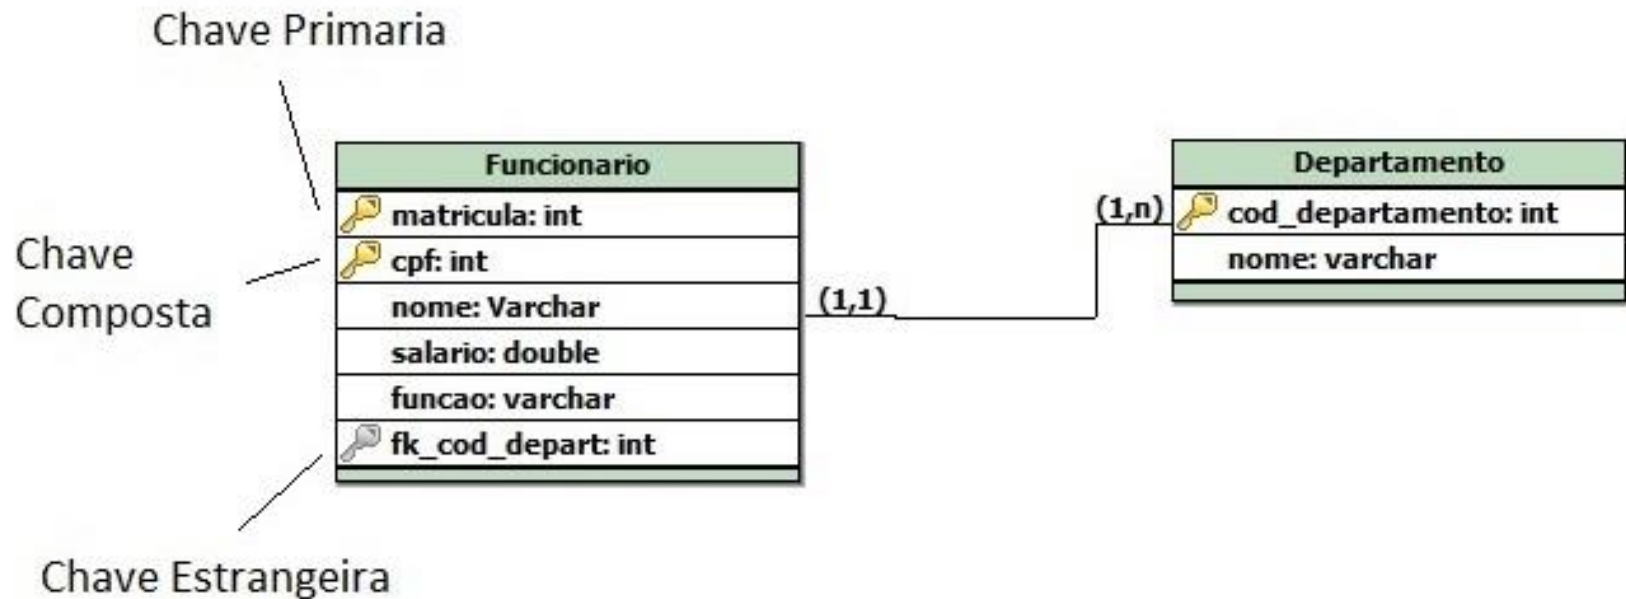 Chave Primaria
Funcionario
matricula: int
cpf: int
nome: Varchar
salario: double
funcao: varchar
fk_cod_depart: int
Chave
Composta
Chave Estrangeira
(1,1)
(1,n)
Departamento
cod_departamento: int
nome: varchar